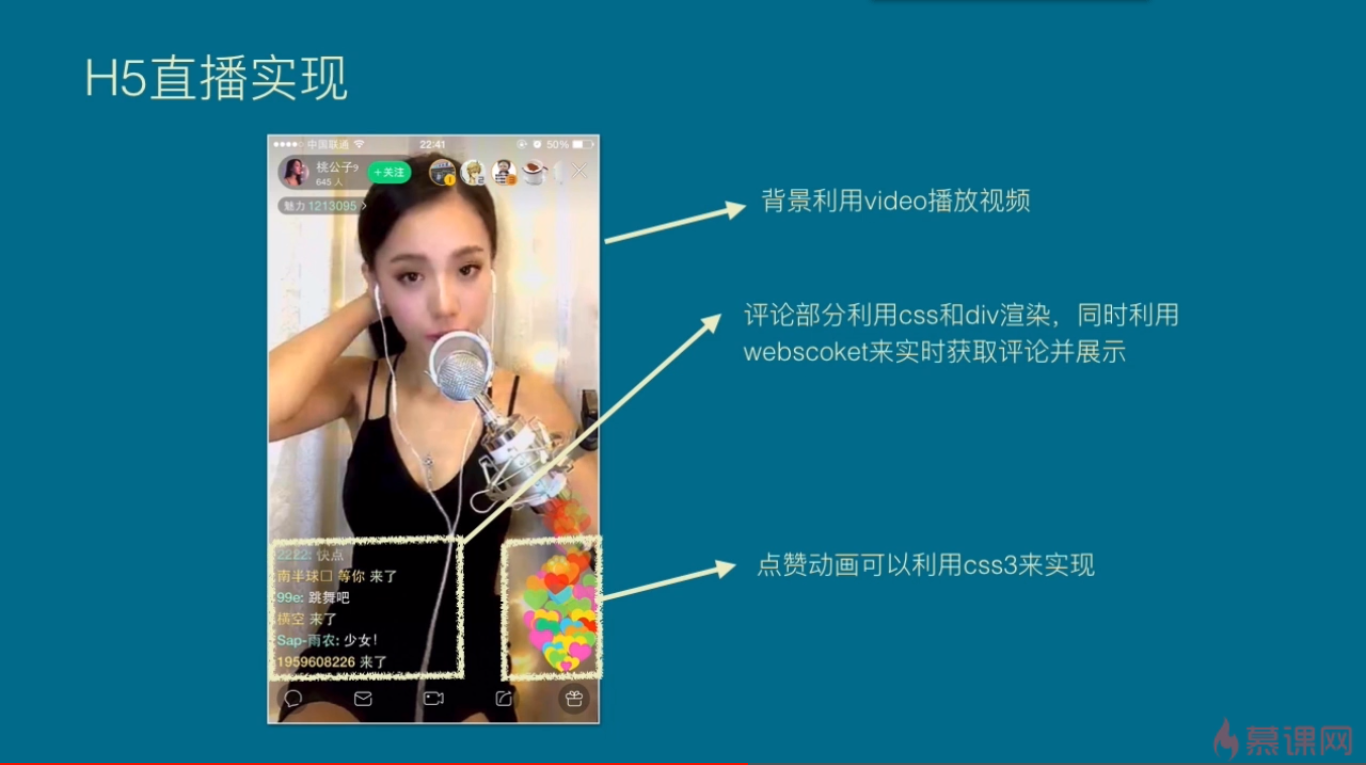 H5直播实现
中国联通
22:41
50%
桃公子?
645 人
+关注
魅力 1213095 >
背景利用video播放视频
评论部分利用css和div渲染，同时利用
webscoket来实时获取评论并展示
点赞动画可以利用css3来实现
2222: 快点
南半球□ 等你 来了
99e: 跳舞吧
横空 来了
Sap-雨农: 少女!
1959608226 来了
慕课网